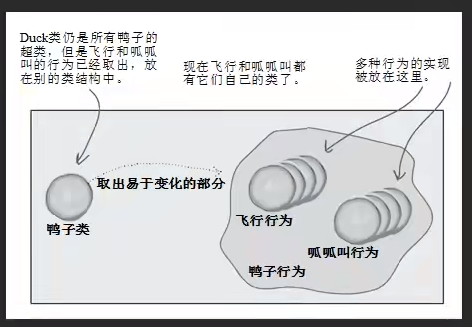 Duck类仍是所有鸭子的
超类，但是飞行和呱呱
叫的行为已经取出，放
在别的类结构中。
现在飞行和呱呱叫都
有它们自己的类了。
多种行为的实现
被放在这里。
取出易于变化的部分
鸭子类
飞行行为
呱呱叫行为
鸭子行为